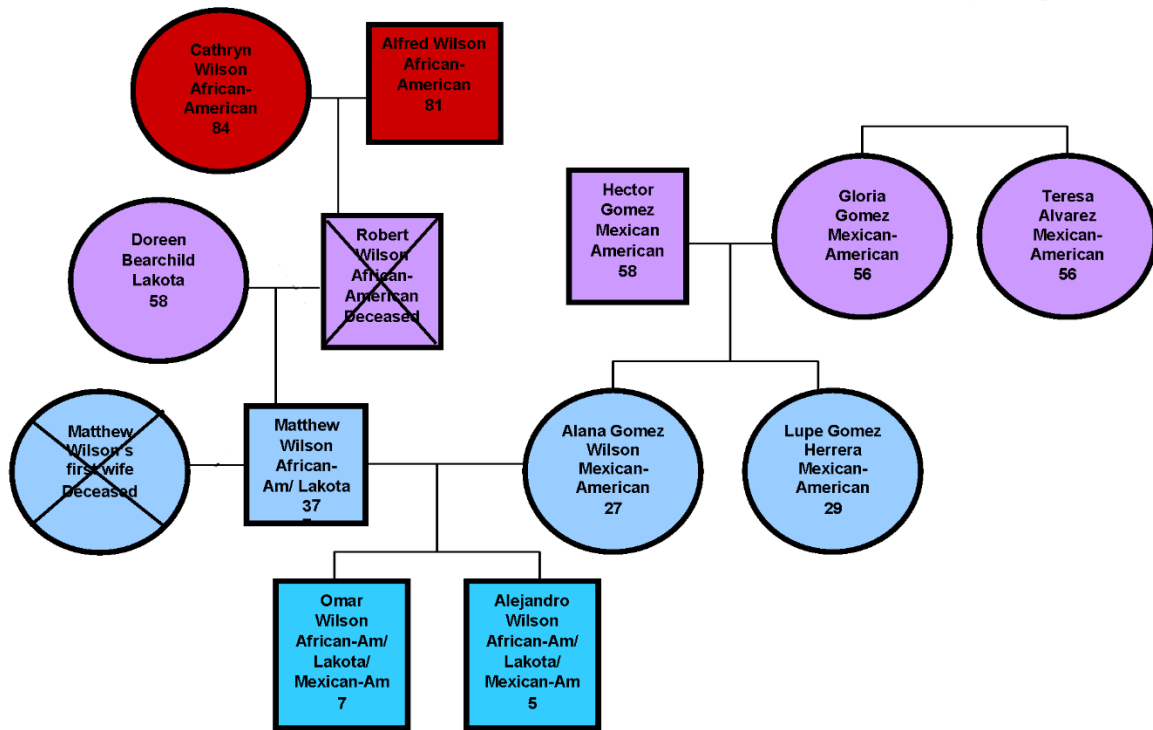 Cathryn
Wilson
African-
American
84
Alfred Wilson
African-
American
81
Doreen
Bearchild
Lakota
58
Robert
Wilson
African-
American
Deceased
Hector
Gomez
Mexican
American
58
Gloria
Gomez
Mexican-
American
56
Teresa
Alvarez
Mexican-
American
56
Matthew
Wilson's
first wife
Deceased
Matthew
Wilson
African-
Am/ Lakota
37
Alana Gomez
Wilson
Mexican-
American
27
Lupe Gomez
Herrera
Mexican-
American
29
Omar
Wilson
African-Am/
Lakota/
Mexican-Am
7
Alejandro
Wilson
African-Am/
Lakota/
Mexican-Am
5